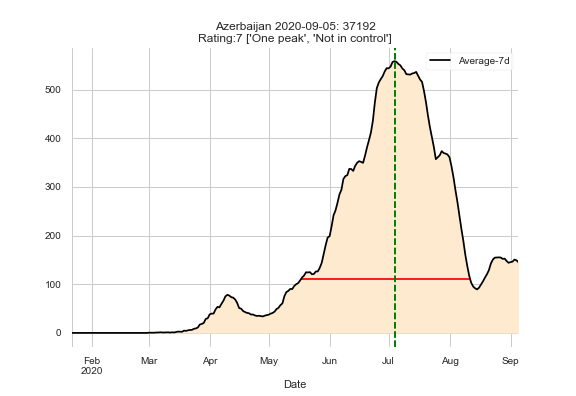 Azerbaijan 2020-09-05: 37192
Rating:7 ['One peak', 'Not in control']
Average-7d
500
400
300
200
100
0
Feb Mar Apr May Jun Jul Aug Sep
2020
Date